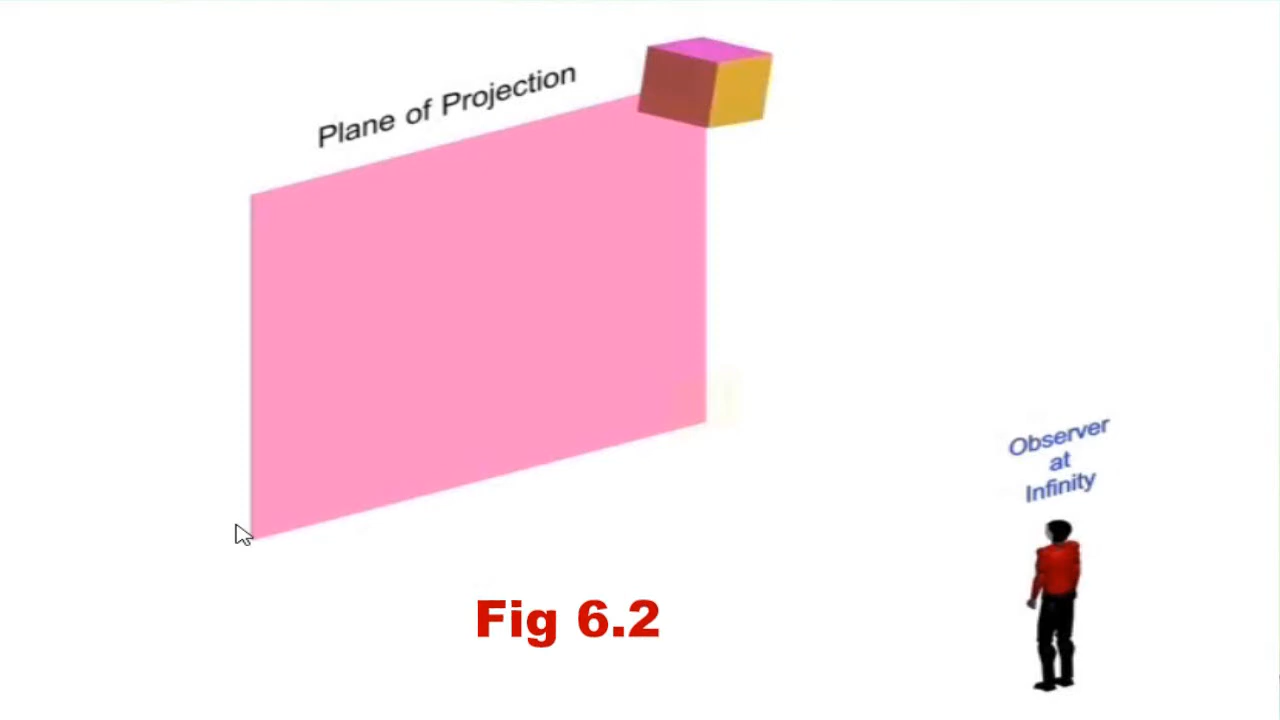 Plane of Projection
Observer
at
Infinity
Fig 6.2